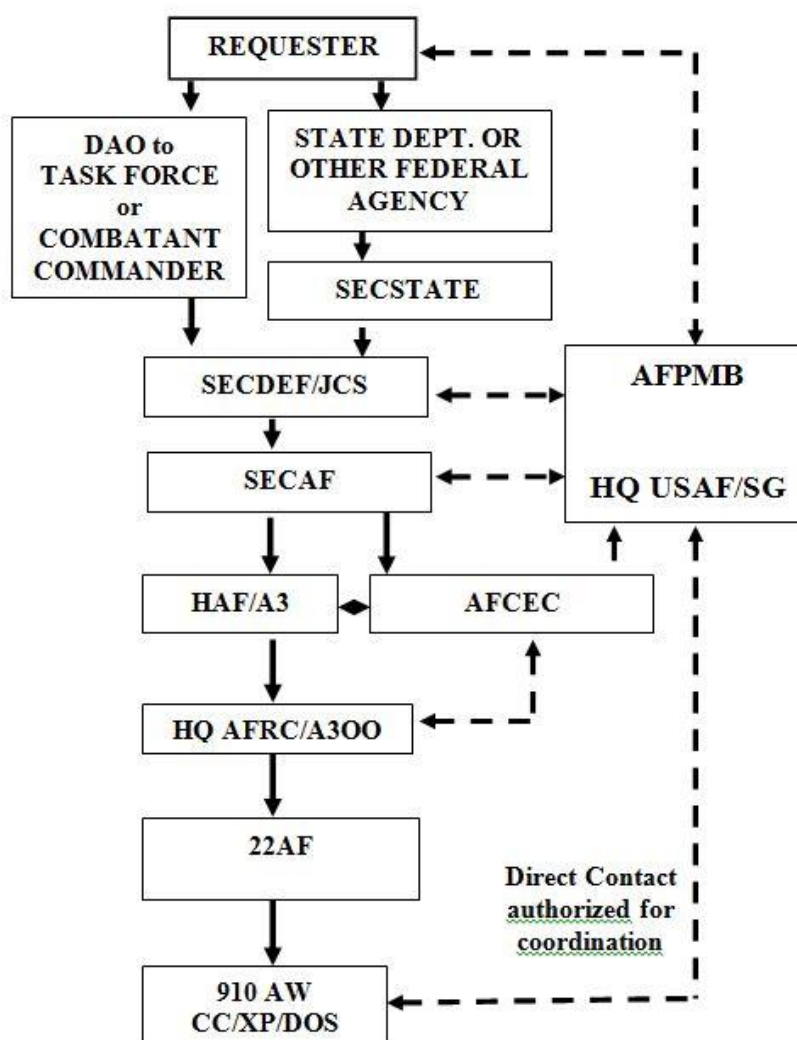 REQUESTER
DAO to
TASK FORCE
or
COMBATANT
COMMANDER
STATE DEPT. OR
OTHER FEDERAL
AGENCY
SECSTATE
SECDEF/JCS
AFPMB
HQ USAF/SG
SECAF
HAF/A3
AFCEC
HQ AFRC/A3OO
22AF
Direct Contact
authorized for
coordination
910 AW
CC/XP/DOS